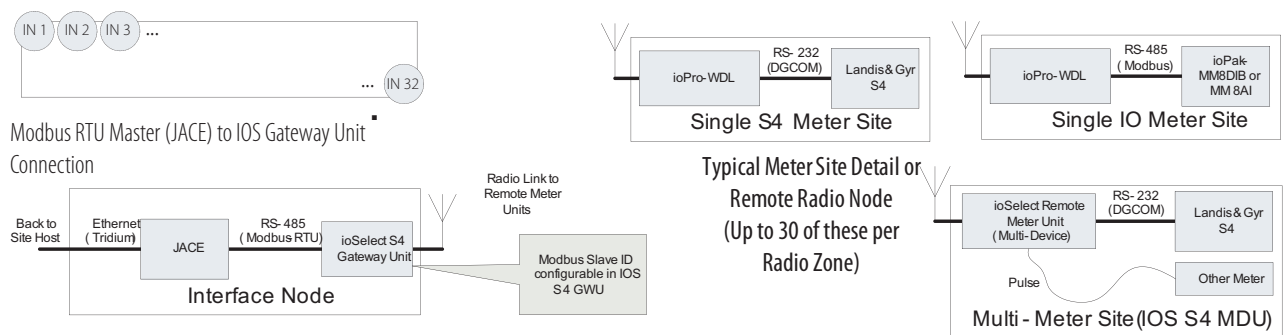 IN 1 IN 2 IN 3 ...
... IN 32
Modbus RTU Master (JACE) to IOS Gateway Unit
Connection
Back to
Site Host
Ethernet
( Tridium)
JACE
RS- 485
( Modbus RTU)
ioSelect S4
Gateway Unit
Interface Node
Radio Link to
Remote Meter
Units
Modbus Slave ID
configurable in IOS
S4 GWU
ioPro- WDL
RS- 232
(DGCOM)
Landis & Gyr
S4
Single S4 Meter Site
Typical Meter Site Detail or
Remote Radio Node
(Up to 30 of these per
Radio Zone)
ioPro- WDL
RS- 485
( Modbus)
ioPak-
MM8DIB or
MM 8AI
Single IO Meter Site
ioSelect Remote
Meter Unit
( Multi- Device)
RS- 232
(DGCOM)
Landis & Gyr
S4
Pulse
Other Meter
Multi - Meter Site (IOS S4 MDU)